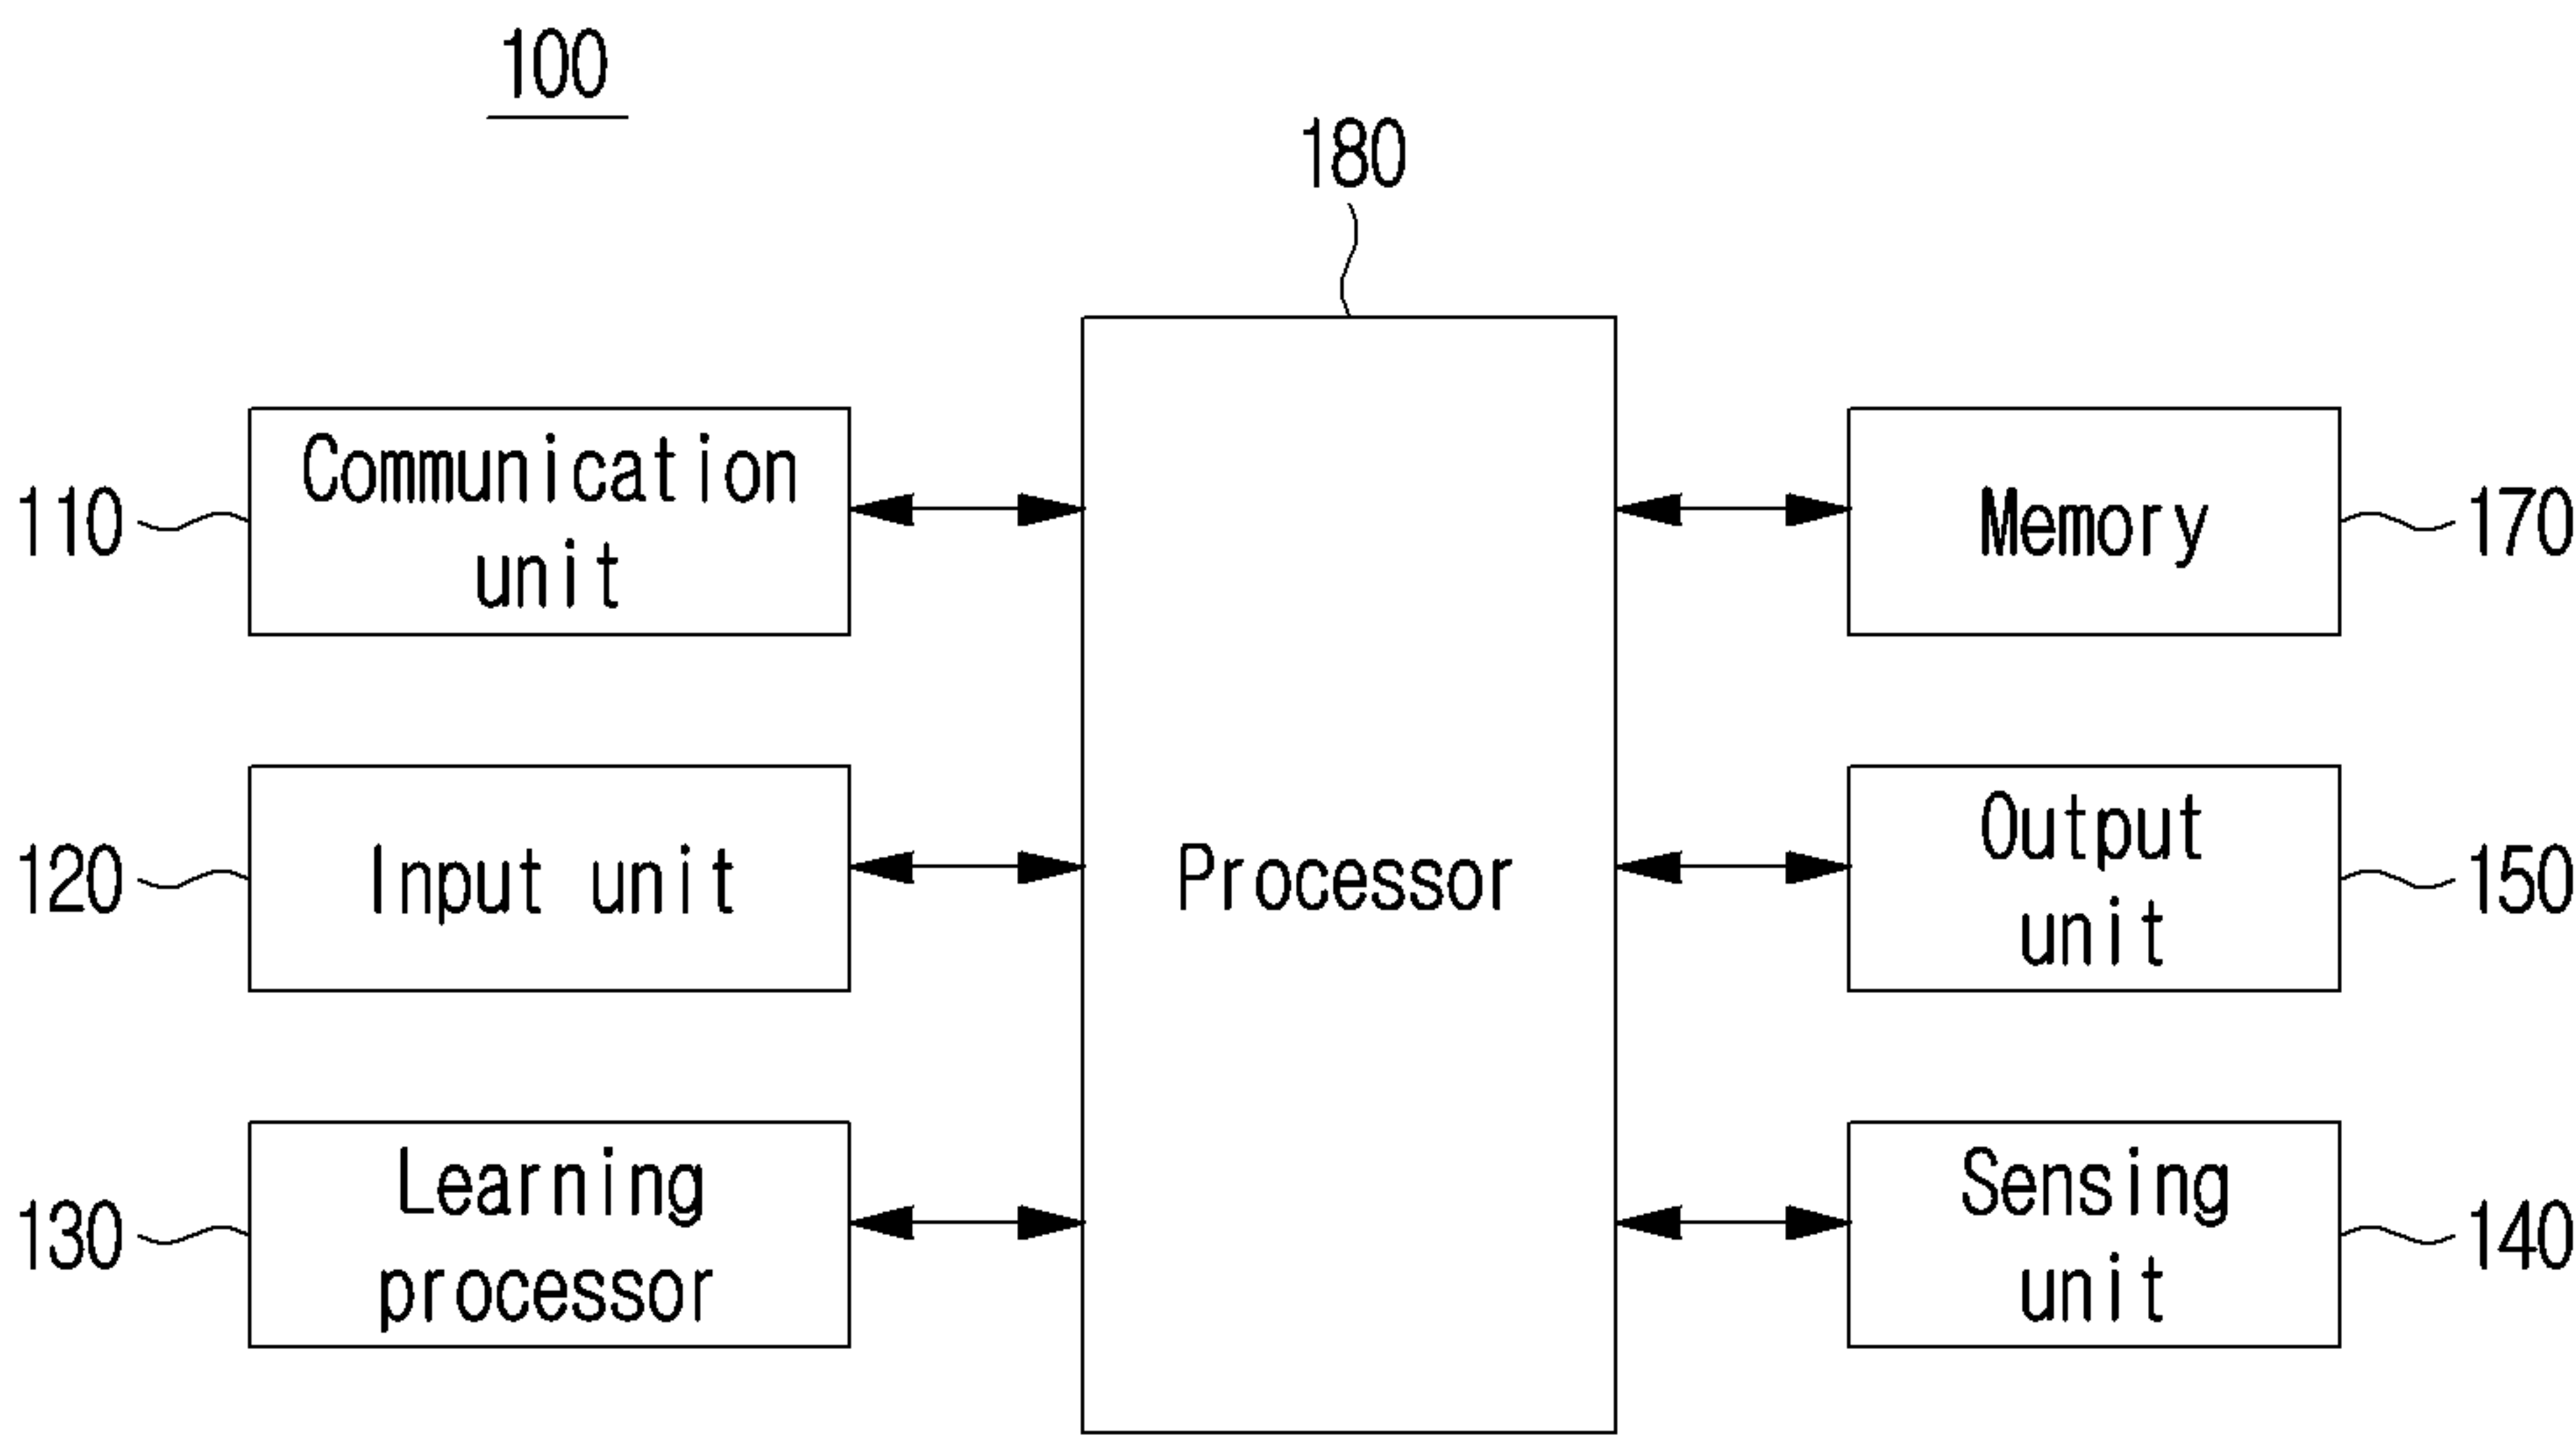 100
180
110
Communication
unit
Memory
170
120
Input unit
Processor
Output
unit
150
130
Learning
processor
Sensing
unit
140